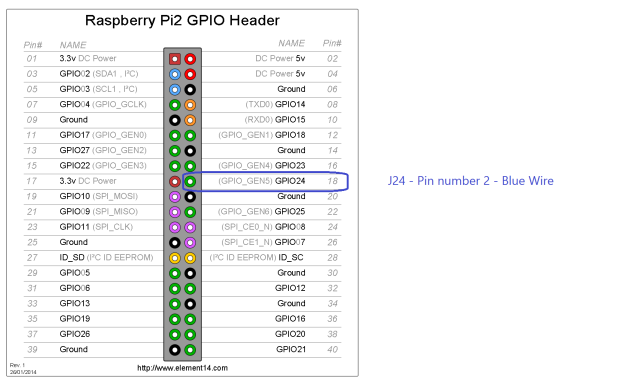 Raspberry Pi2 GPIO Header
Pin# NAME NAME Pin#
01 3.3v DC Power DC Power 5v 02
03 GPIO02 (SDA1 , I²C) DC Power 5v 04
05 GPIO03 (SCL1 , I²C) Ground 06
07 GPIO04 (GPIO_GCLK) (TXD0) GPIO14 08
09 Ground (RXD0) GPIO15 10
11 GPIO17 (GPIO_GEN0) (GPIO_GEN1) GPIO18 12
13 GPIO27 (GPIO_GEN2) Ground 14
15 GPIO22 (GPIO_GEN3) (GPIO_GEN4) GPIO23 16
17 3.3v DC Power (GPIO_GEN5) GPIO24 18 J24 - Pin number 2 - Blue Wire
19 GPIO10 (SPI_MOSI) Ground 20
21 GPIO09 (SPI_MISO) (GPIO_GEN6) GPIO25 22
23 GPIO11 (SPI_CLK) (SPI_CE0_N) GPIO08 24
25 Ground (SPI_CE1_N) GPIO07 26
27 ID_SD (I²C ID EEPROM) (I²C ID EEPROM) ID_SC 28
29 GPIO05 Ground 30
31 GPIO06 GPIO12 32
33 GPIO13 Ground 34
35 GPIO19 GPIO16 36
37 GPIO26 GPIO20 38
39 Ground GPIO21 40
Rev. 1
26/01/2014 http://www.element14.com